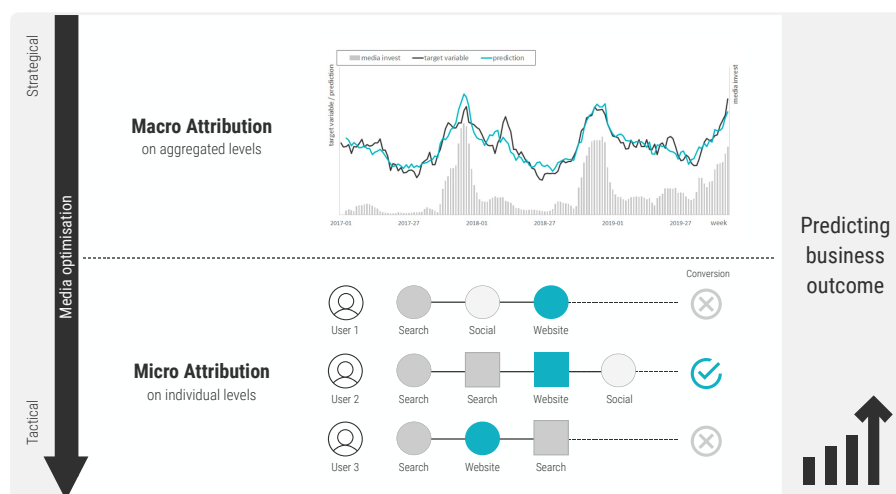 Strategical
Media optimisation
Tactical
Macro Attribution
on aggregated levels
media invest
target variable
prediction
target variable / prediction
media invest
2017-01
2017-27
2018-01
2018-27
2019-01
2019-27
week
Micro Attribution
on individual levels
Conversion
User 1
Search
Social
Website
User 2
Search
Search
Website
Social
User 3
Search
Website
Search
Predicting
business
outcome